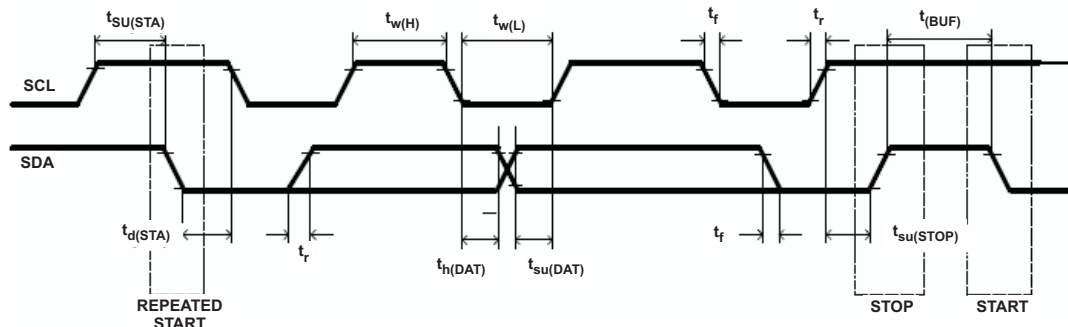 tSU(STA)
tw(H)
tw(L)
tf
tr
t(BUF)
SCL
SDA
td(STA)
tr
th(DAT)
tsu(DAT)
tf
tsu(STOP)
REPEATED
START
STOP
START